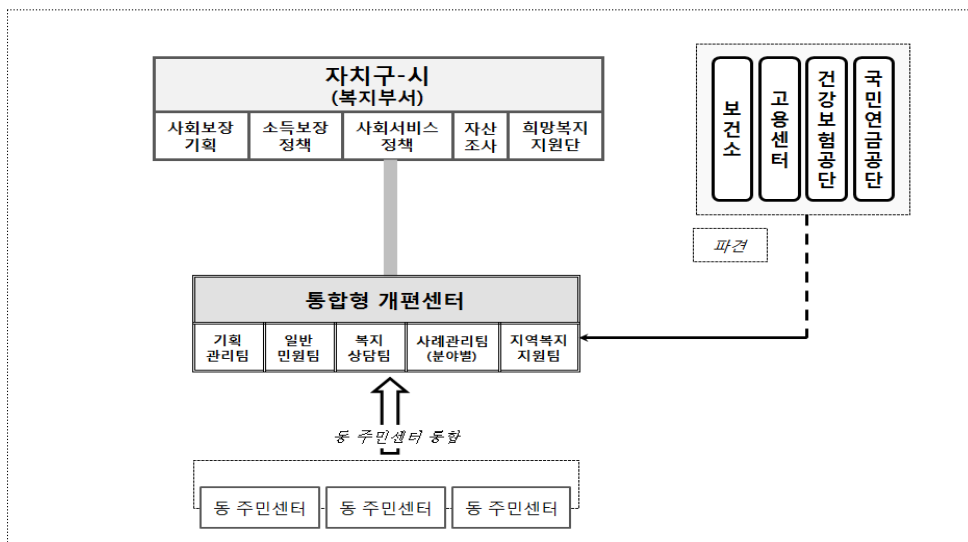 자치구-시
(복지부서)
사회보장
기획
소득보장
정책
사회서비스
정책
자산
조사
희망복지
지원단
보건소
고용센터
건강보험공단
국민연금공단
파견
통합형 개편센터
기획
관리팀
일반
민원팀
복지
상담팀
사례관리팀
(분야별)
지역복지
지원팀
동 주민센터 통합
동 주민센터
동 주민센터
동 주민센터